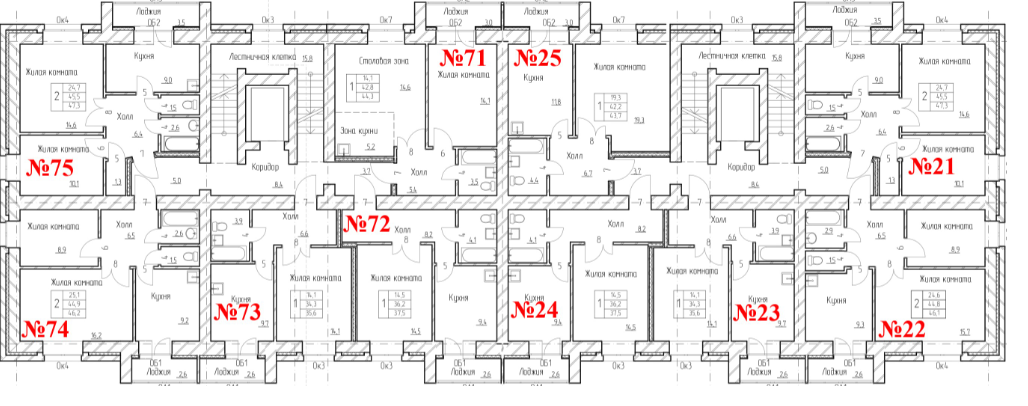 Лоджия
Лоджия
Лоджия
Лоджия
Ок4
ОБ2
3.5
Ок3
Ок7
ОБ2
3.0
ОБ2
3.0
Ок7
Ок3
ОБ2
3.5
Ок4
Жилая комната
2
24.7
45.5
47.3
14.6
Кухня
9.0
Лестничная клетка
15.8
Столовая зона
1
14.1
42.8
44.3
14.6
№71
Жилая комната
14.1
№25
Кухня
11.8
Жилая комната
1
19.3
42.2
43.7
19.3
Лестничная клетка
15.8
Кухня
9.0
Жилая комната
2
24.7
45.5
47.3
14.6
Холл
6.4
1.5
2.6
Зона кухни
5.2
Холл
5.4
3.5
4.4
Холл
6.7
1.5
2.6
Холл
6.4
Жилая комната
№75
10.1
1.3
5.0
Коридор
8.4
3.7
3.7
Коридор
8.4
5.0
1.3
Жилая комната
№21
10.1
Жилая комната
8.9
Холл
6.5
2.6
1.5
3.9
Холл
6.6
№72
Холл
8.2
4.1
4.1
Холл
8.2
Холл
6.6
3.9
2.9
1.5
Холл
6.5
Жилая комната
8.9
Жилая комната
2
25.1
44.9
46.2
№74
16.2
Кухня
9.2
Кухня
№73
9.7
Жилая комната
1
14.1
34.3
35.6
14.1
Жилая комната
1
14.5
36.2
37.5
14.5
Кухня
9.4
Кухня
№24
9.4
Жилая комната
1
14.5
36.2
37.5
14.5
Жилая комната
1
14.1
34.3
35.6
14.1
Кухня
№23
9.7
Кухня
9.3
Жилая комната
2
24.6
44.8
46.1
№22
15.7
Ок4
ОБ1
Лоджия
2.6
ОБ1
Лоджия
2.6
Ок3
Ок3
ОБ1
Лоджия
2.6
ОБ1
Лоджия
2.6
Ок3
Ок3
ОБ1
Лоджия
2.6
ОБ1
Лоджия
2.6
Ок4